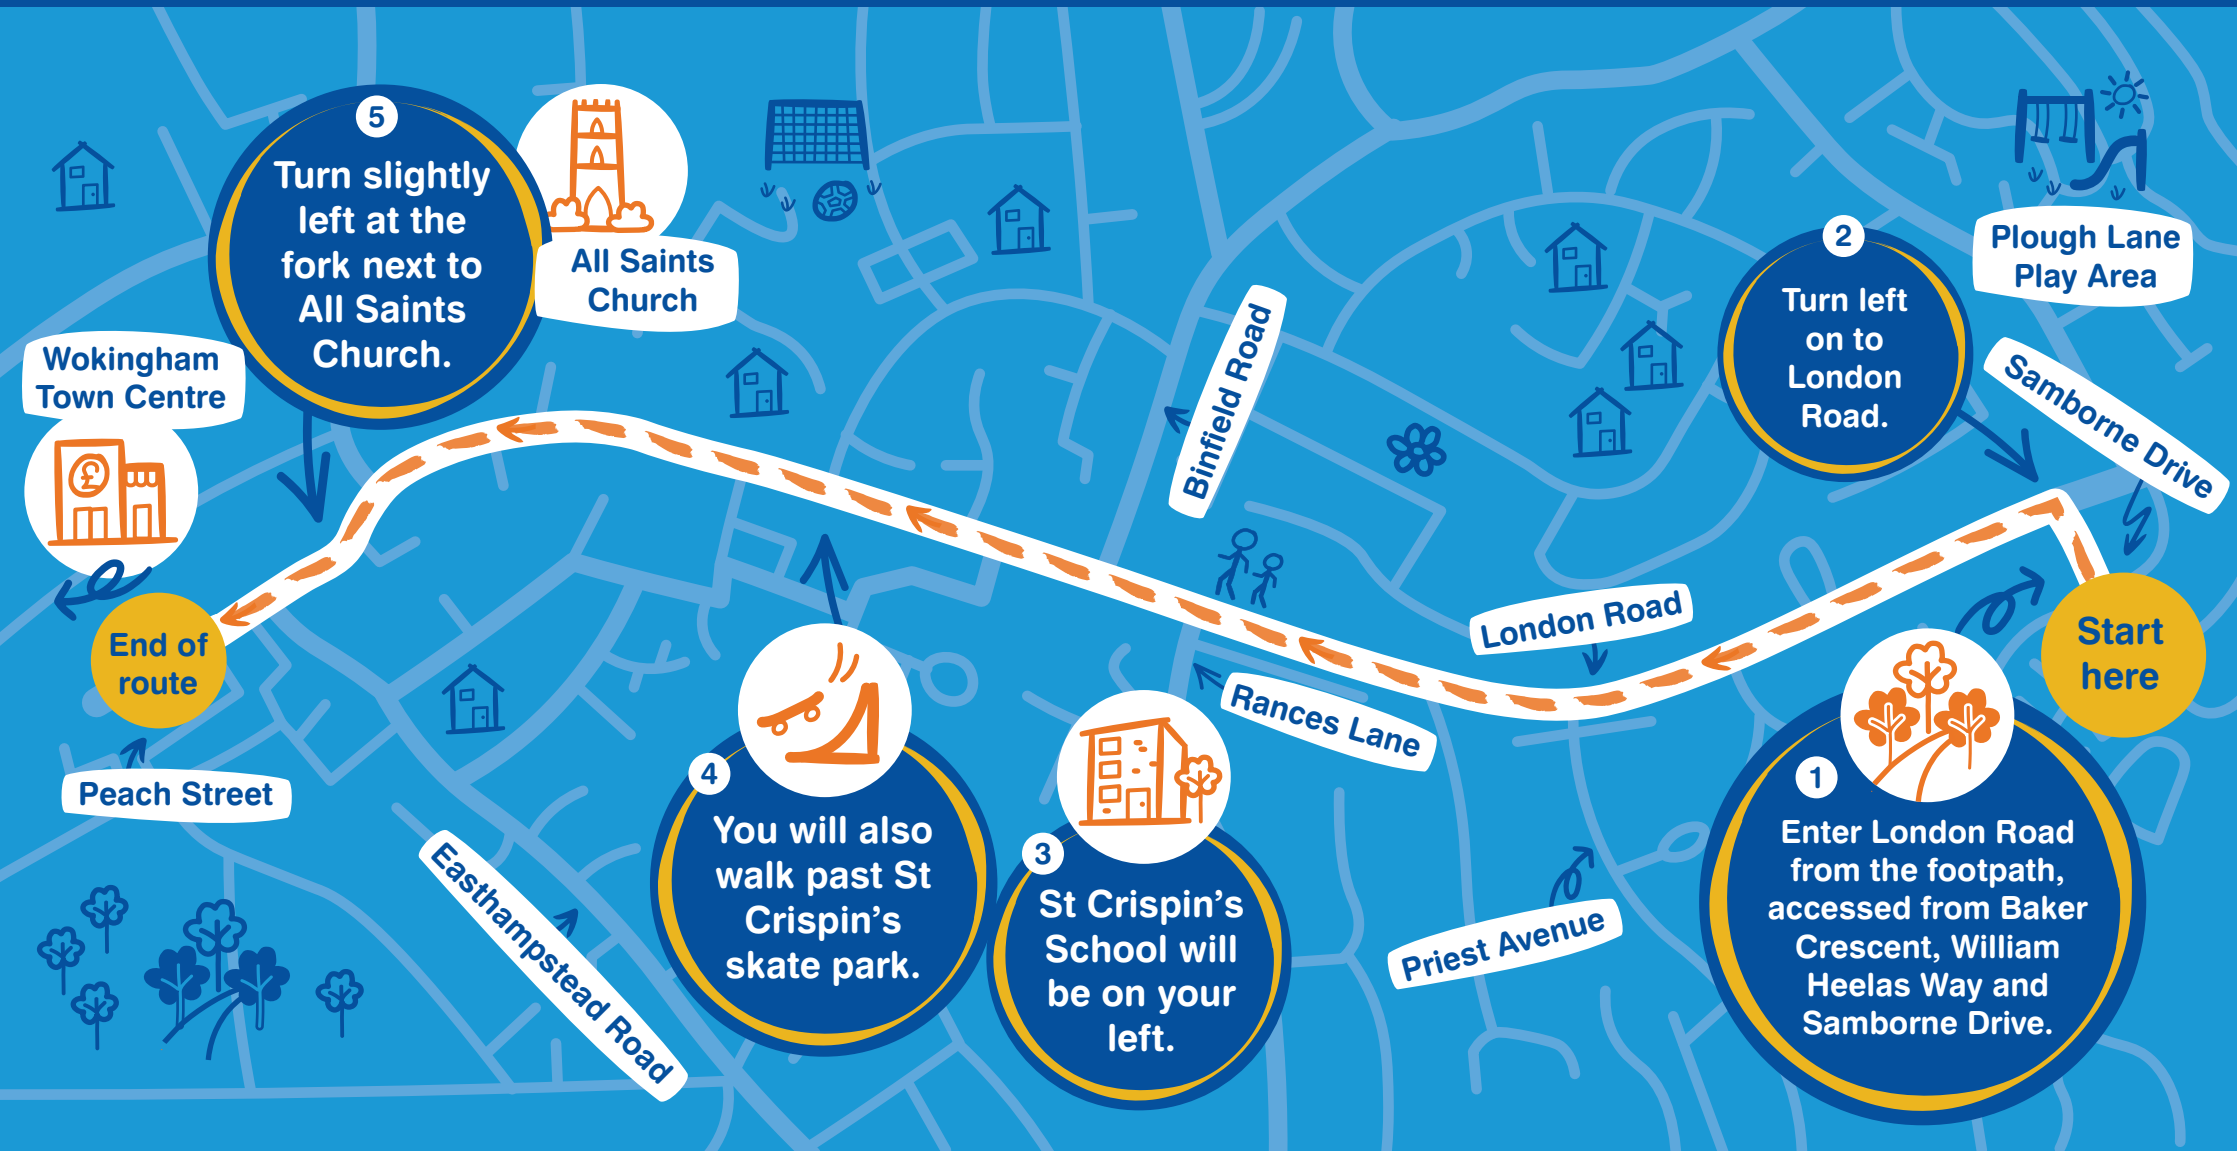 5
Turn slightly
left at the
fork next to
All Saints
Church.
All Saints
Church
Wokingham
Town Centre
£
End of
route
Peach Street
Easthampstead Road
4
You will also
walk past St
Crispin's
skate park.
3
St Crispin's
School will
be on your
left.
Binfield Road
Rances Lane
London Road
Priest Avenue
2
Turn left
on to
London
Road.
Plough Lane
Play Area
Samborne Drive
Start
here
1
Enter London Road
from the footpath,
accessed from Baker
Crescent, William
Heelas Way and
Samborne Drive.